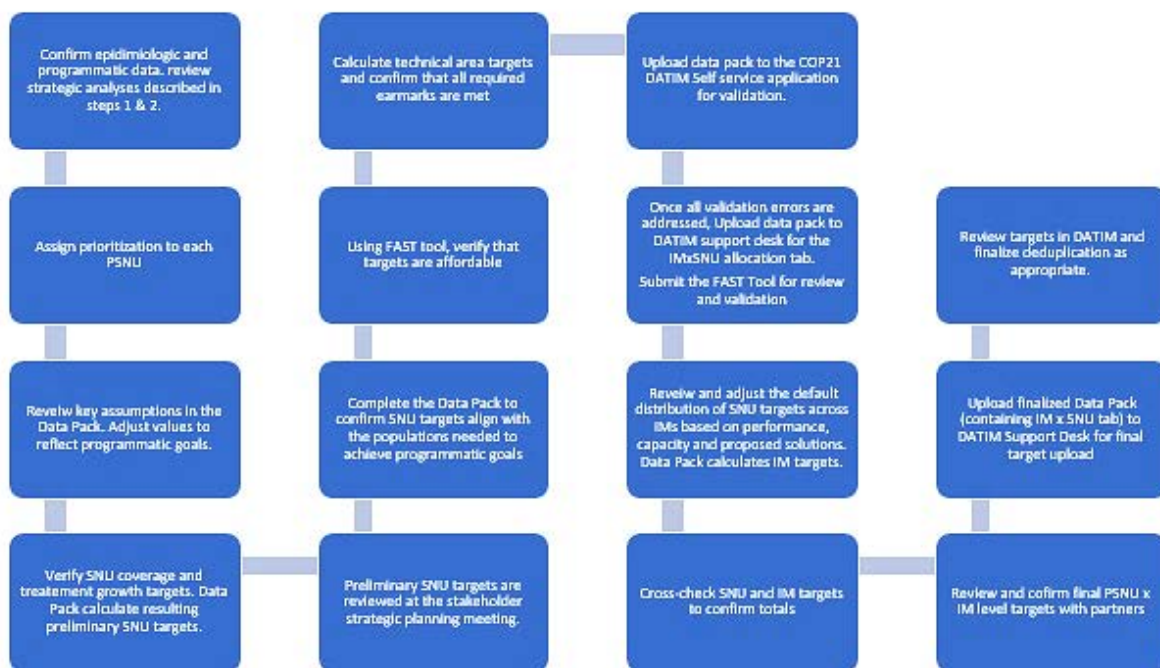 Confirm epidimiologic and
programmatic data. review
strategic analyses described in
steps 1 & 2.
Assign prioritization to each
PSNU
Reveiw key assumptions in the
Data Pack. Adjust values to
reflect programmatic goals.
Verify SNU coverage and
treatement growth targets. Data
Pack calculate resulting
preliminary SNU targets.
Preliminary SNU targets are
reviewed at the stakeholder
strategic planning meeting.
Complete the Data Pack to
confirm SNU targets align with
the populations needed to
achieve programmatic goals
Using FAST tool, verify that
targets are affordable
Calculate technical area targets
and confirm that all required
earmarks are met
Upload data pack to the COP21
DATIM Self service application
for validation.
Once all validation errors are
addressed, Upload data pack to
DATIM support desk for the
IMxSNU allocation tab.
Submit the FAST Tool for review
and validation
Reveiw and adjust the default
distribution of SNU targets across
IMs based on performance,
capacity and proposed solutions.
Data Pack calculates IM targets.
Cross-check SNU and IM targets
to confirm totals
Review and cofirm final PSNU x
IM level targets with partners
Upload finalized Data Pack
(containing IM x SNU tab) to
DATIM Support Desk for final
target upload
Review targets in DATIM and
finalize deduplication as
appropriate.